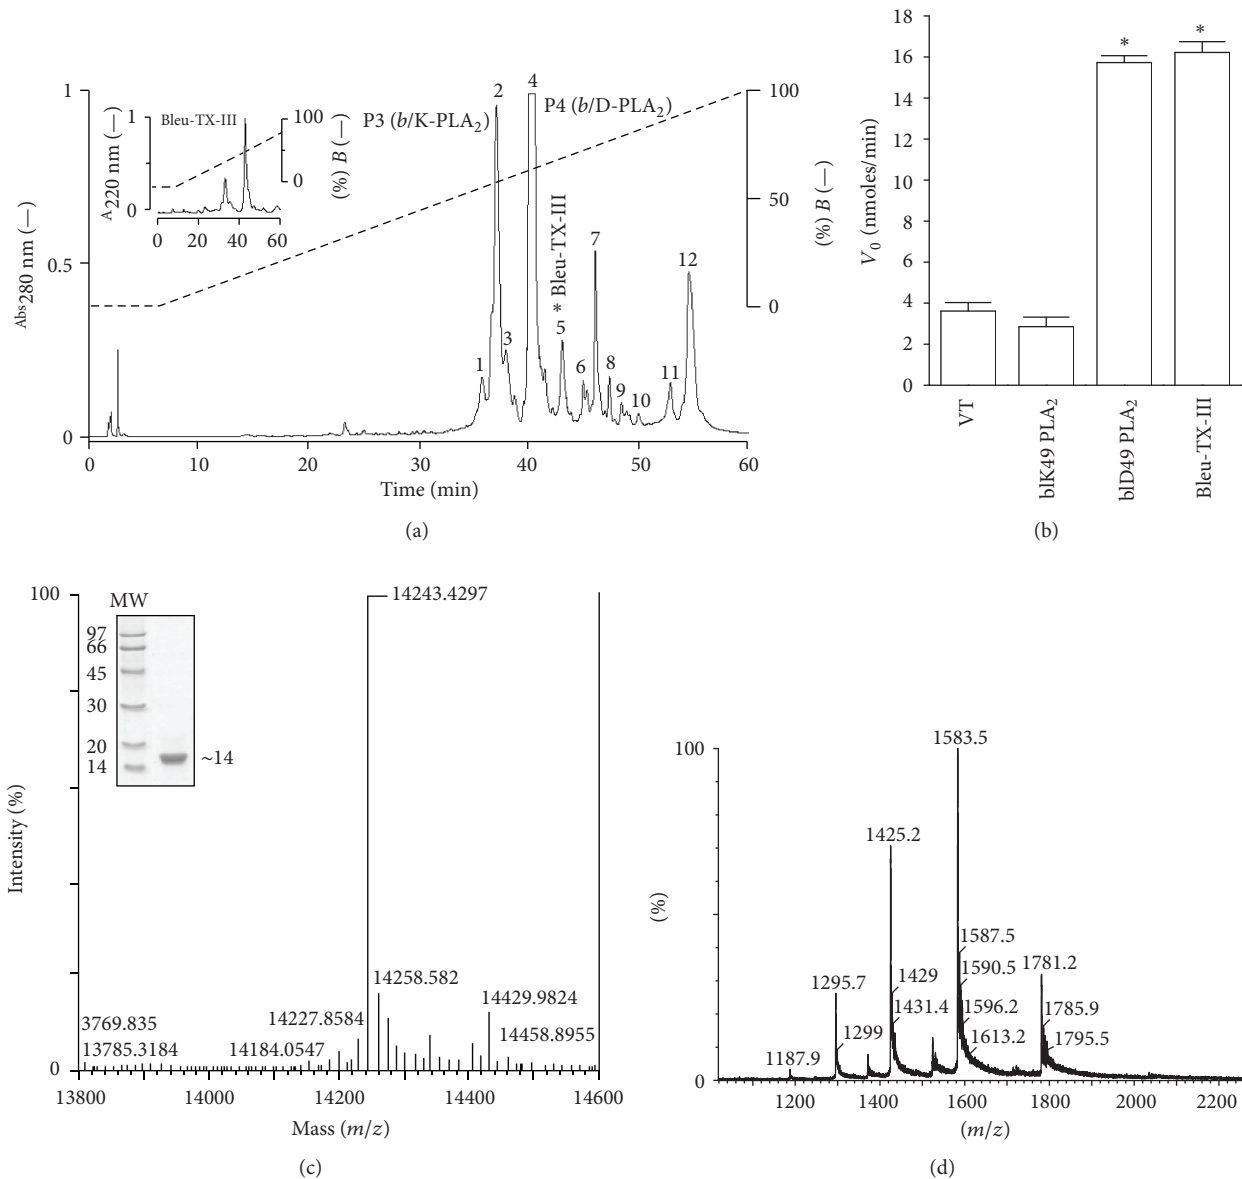 P3 (b/K-PLA2)
P4 (b/D-PLA2)
Bleu-TX-III
* Bleu-TX-III
Abs280 nm (—)
1
0.5
0
A220 nm (—)
1
0
100
0
(%) B (—)
0 20 40 60
100
50
0
(%) B (—)
1 2 3 4 5 6 7 8 9 10 11 12
0 10 20 30 40 50 60
Time (min)
(a)
V0 (nmoles/min)
18
16
14
12
10
8
6
4
2
0
* *
VT
blK49 PLA2
blD49 PLA2
Bleu-TX-III
(b)
100
0
Intensity (%)
MW
97
66
45
30
20
14
~14
14243.4297
14258.582
14429.9824
14227.8584
14458.8955
3769.835
13785.3184
14184.0547
13800 14000 14200 14400 14600
Mass (m/z)
(c)
100
0
(%)
1583.5
1425.2
1587.5
1590.5
1781.2
1295.7
1429
1596.2
1431.4
1785.9
1299
1613.2
1795.5
1187.9
1200 1400 1600 1800 2000 2200
(m/z)
(d)